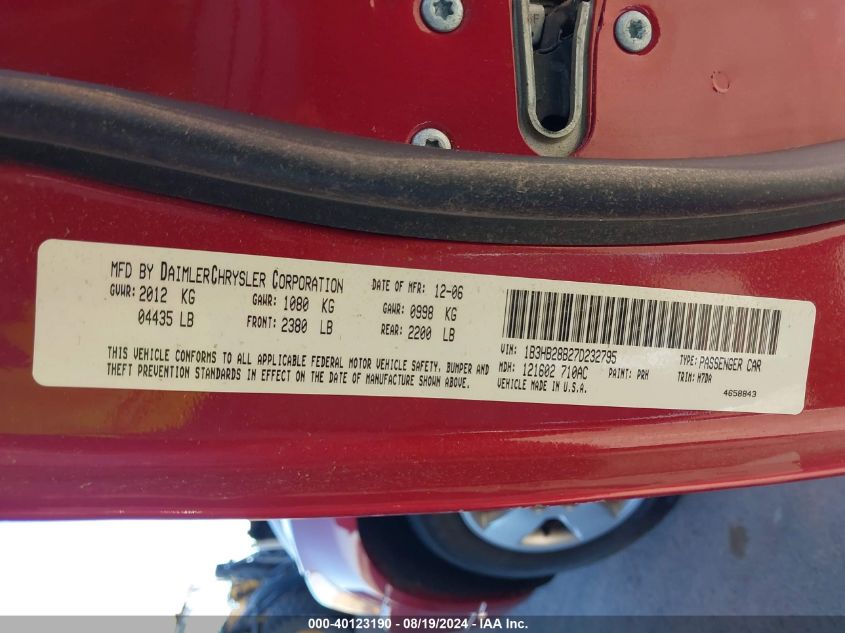 MFD BY DAIMLERCHRYSLER CORPORATION DATE OF MFR: 12-06
GVWR: 2012 KG GAWR: 1080 KG GAWR: 0998 KG
04435 LB FRONT: 2380 LB REAR: 2200 LB
THIS VEHICLE CONFORMS TO ALL APPLICABLE FEDERAL MOTOR VEHICLE SAFETY, BUMPER AND
THEFT PREVENTION STANDARDS IN EFFECT ON THE DATE OF MANUFACTURE SHOWN ABOVE.
VIN: 1B3HB28B27D232795 TYPE: PASSENGER CAR
MDH: 121602 710AC PAINT: PRH TRIM: H7DA
VEHICLE MADE IN U.S.A. 4658843
000-40123190 - 08/19/2024 - IAA Inc.